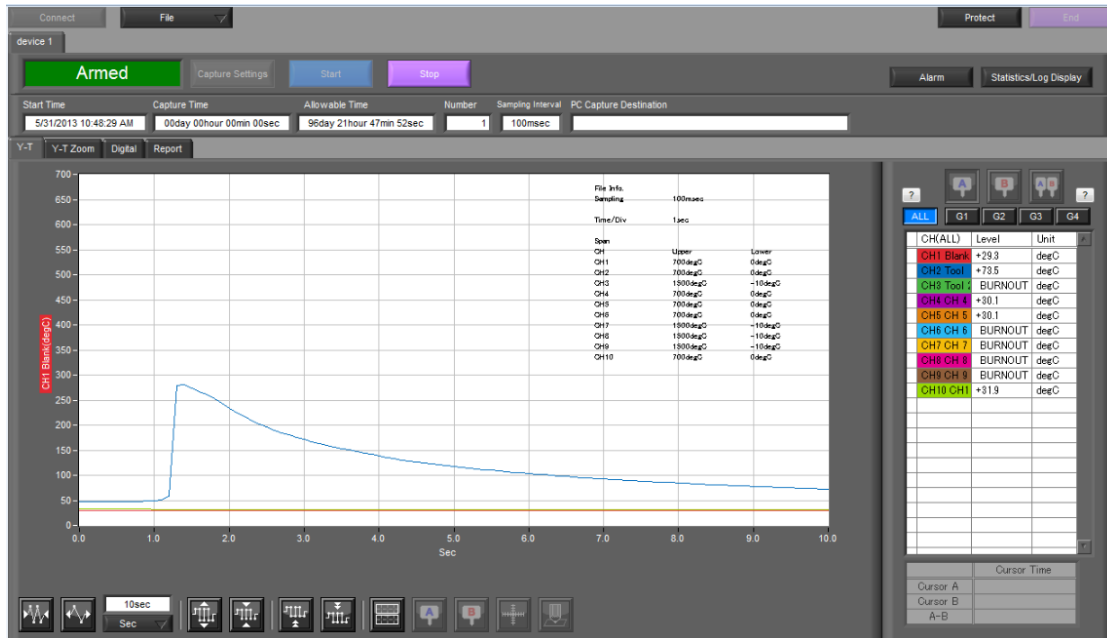 Connect File Protect End
device 1
Armed Capture Settings Start Stop Alarm Statistics/Log Display
Start Time Capture Time Allowable Time Number Sampling Interval PC Capture Destination
5/31/2013 10:48:29 AM 00day 00hour 00min 00sec 96day 21hour 47min 52sec 1 100msec
Y-T Y-T Zoom Digital Report
700
650
600
550
500
450
400
350
300
250
200
150
100
50
0
CH1 Blank(degC)
0.0 1.0 2.0 3.0 4.0 5.0 6.0 7.0 8.0 9.0 10.0
Sec
File Info.
Sampling 100msec
Time/Div 1sec
Span
CH Upper Lower
CH1 700degC 0degC
CH2 700degC 0degC
CH3 1300degC -10degC
CH4 700degC 0degC
CH5 700degC 0degC
CH6 700degC 0degC
CH7 1300degC -10degC
CH8 1300degC -10degC
CH9 1300degC -10degC
CH10 700degC 0degC
? A B A B ?
ALL G1 G2 G3 G4
CH(ALL) Level Unit
CH1 Blank +29.3 degC
CH2 Tool +73.5 degC
CH3 Tool BURNOUT degC
CH4 CH 4 +30.1 degC
CH5 CH 5 +30.1 degC
CH6 CH 6 BURNOUT degC
CH7 CH 7 BURNOUT degC
CH8 CH 8 BURNOUT degC
CH9 CH 9 BURNOUT degC
CH10 CH1 +31.9 degC
Cursor Time
Cursor A
Cursor B
A-B
10sec
Sec
A B